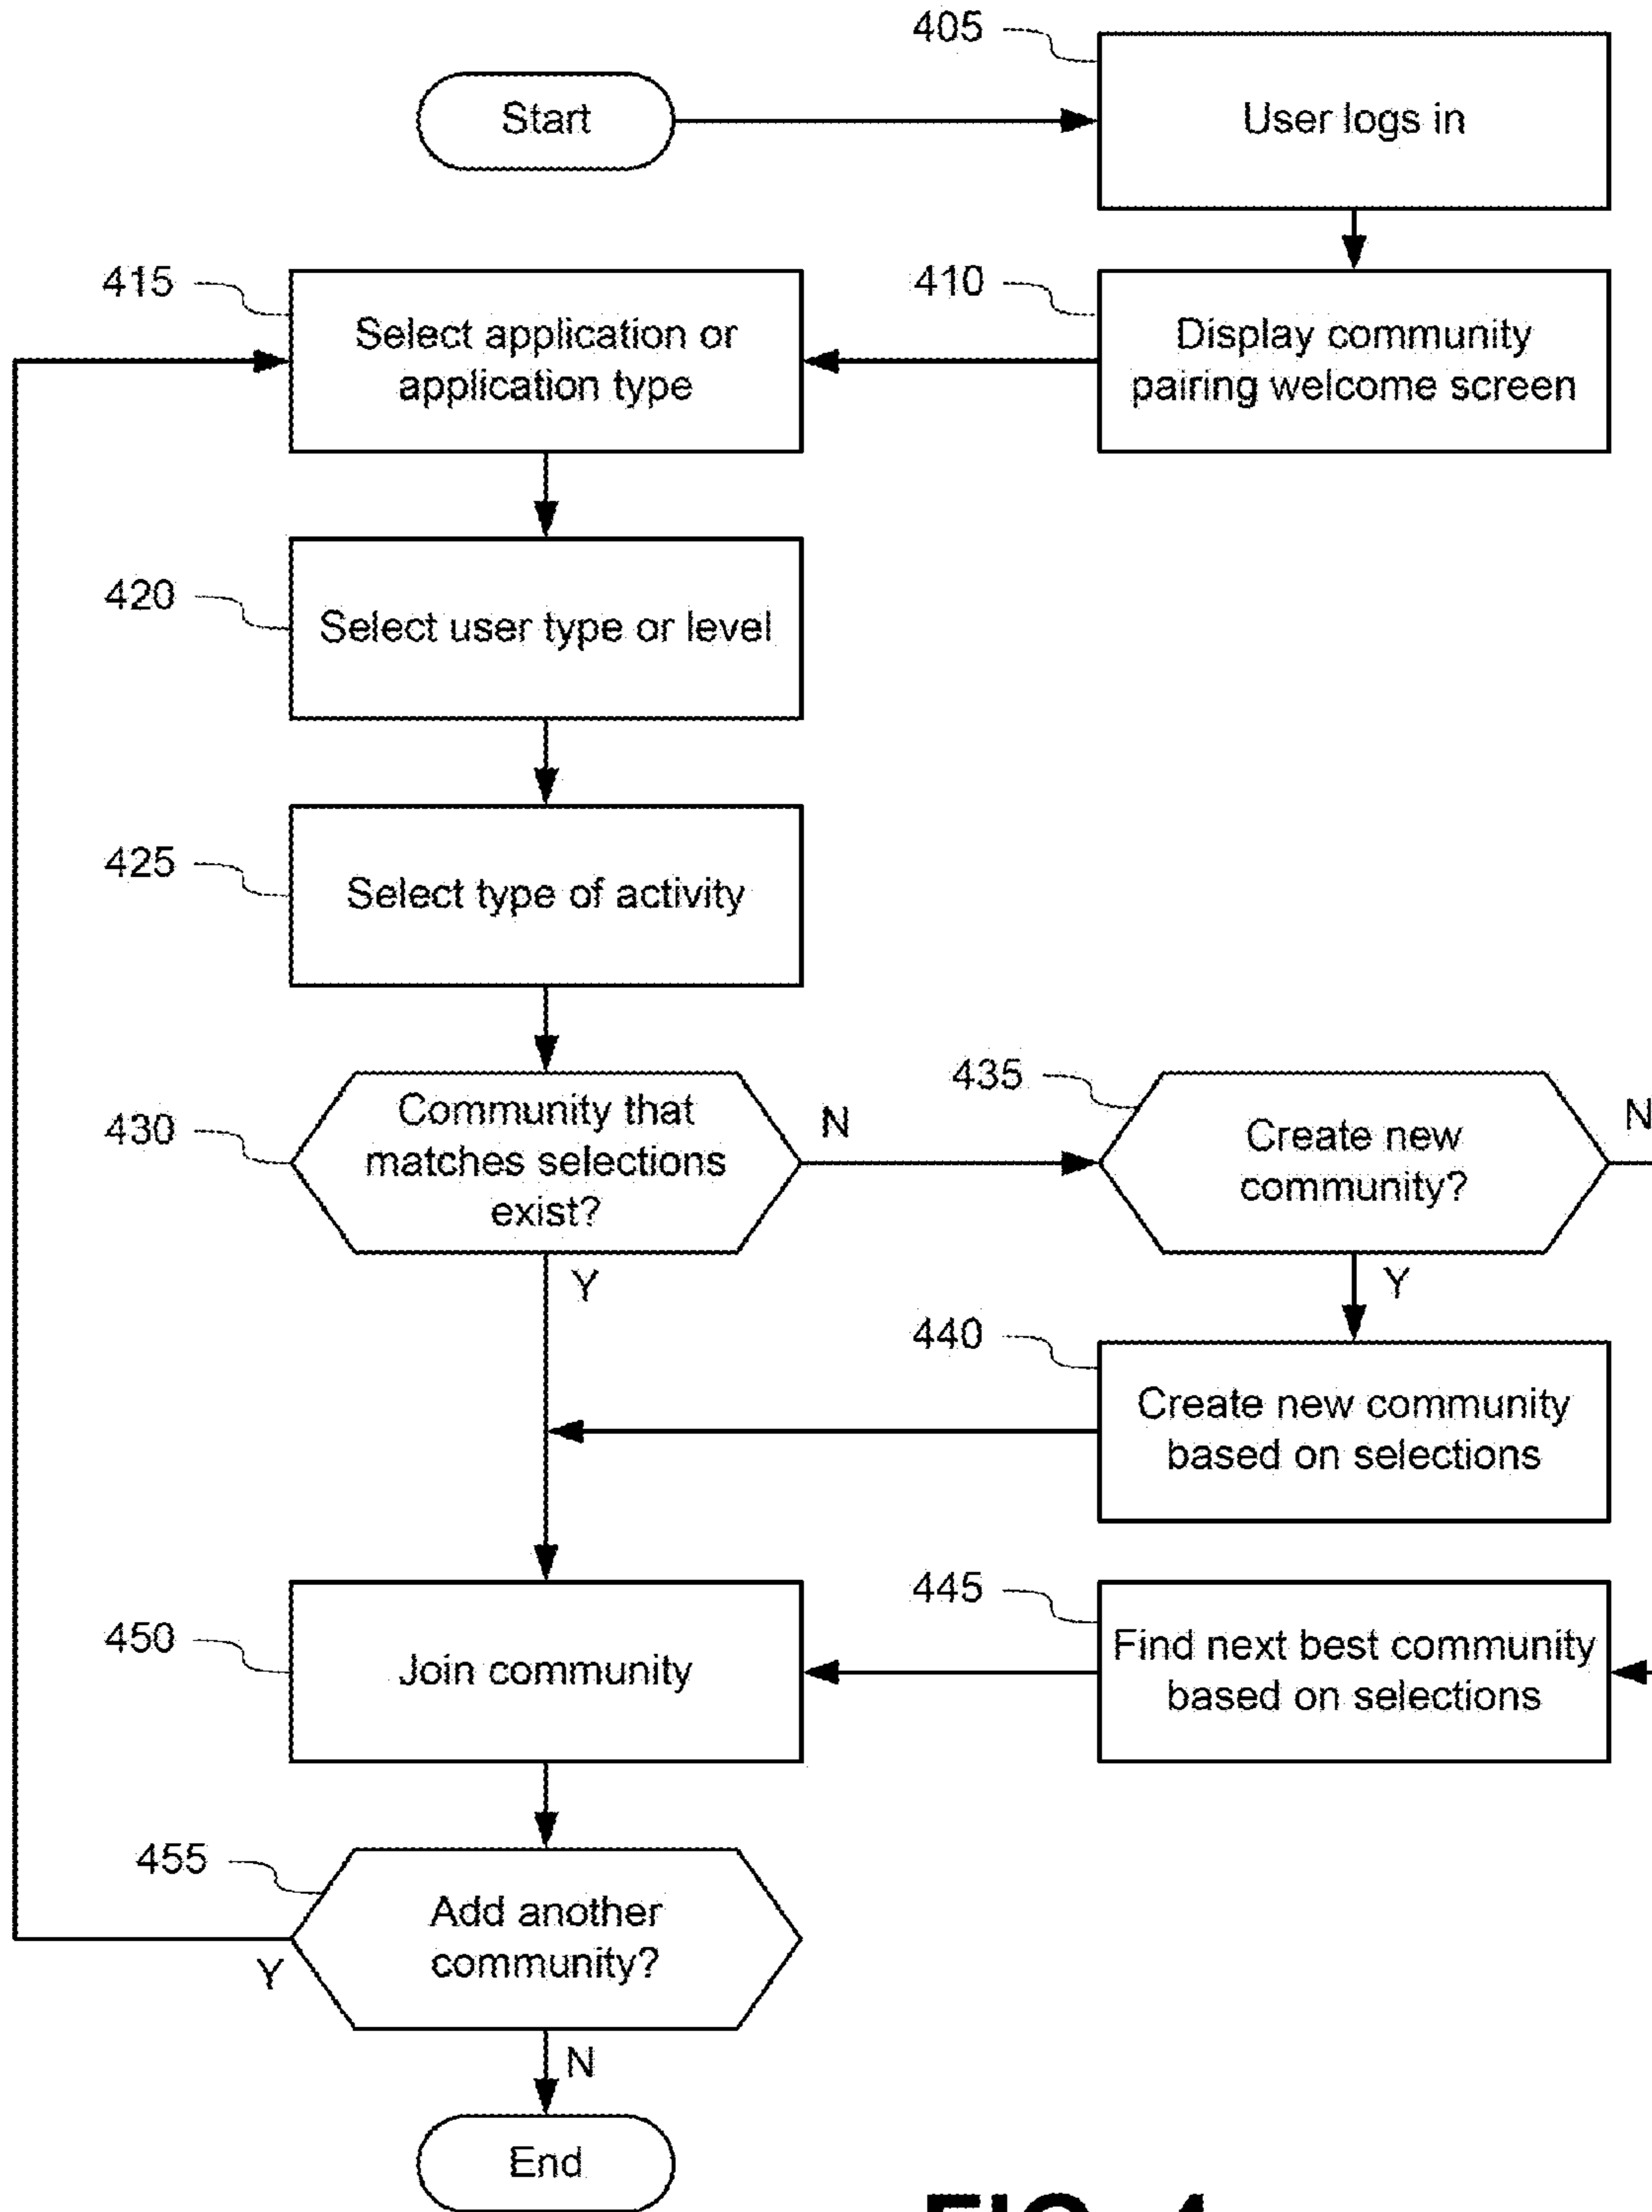 405
Start
User logs in
415
Select application or
application type
410
Display community
pairing welcome screen
420
Select user type or level
425
Select type of activity
430
Community that
matches selections
exist?
N
435
Create new
community?
N
Y
Y
440
Create new community
based on selections
450
Join community
445
Find next best community
based on selections
455
Add another
community?
Y
N
End